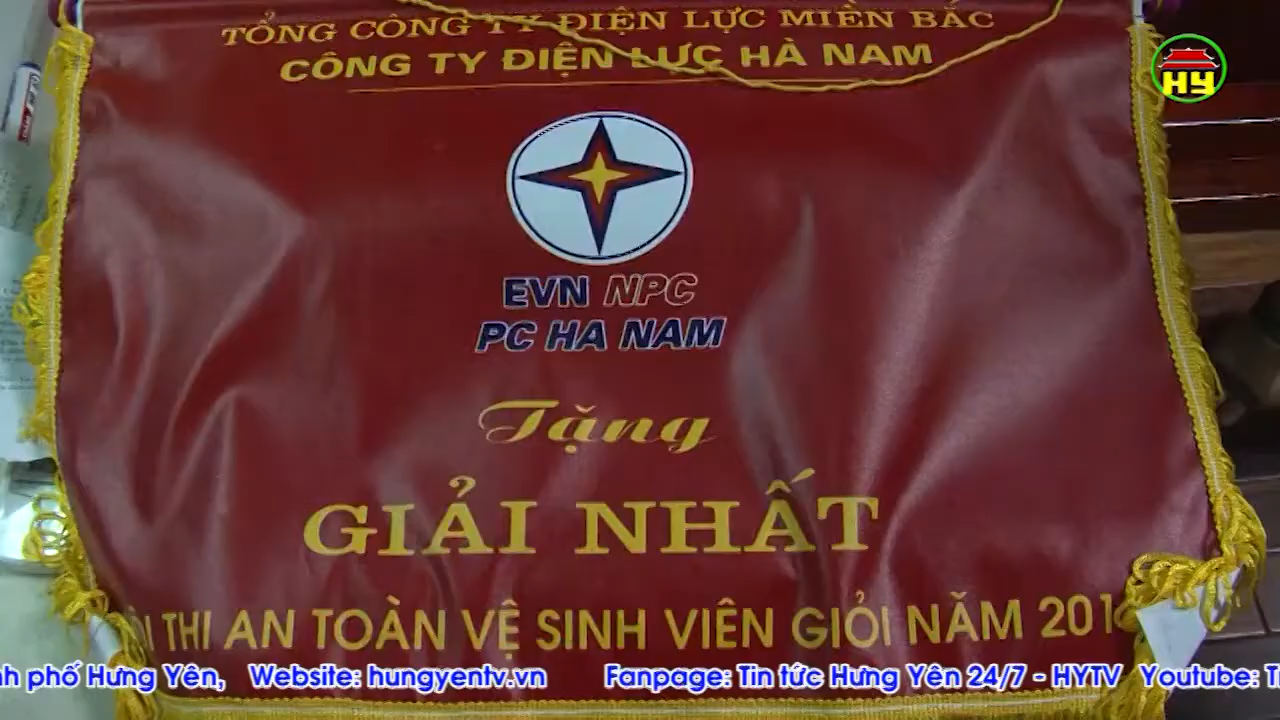 TỔNG CÔNG TY ĐIỆN LỰC MIỀN BẮC
CÔNG TY ĐIỆN LỰC HÀ NAM
HY
EVN NPC
PC HA NAM
Tặng
GIẢI NHẤT
THI AN TOÀN VỆ SINH VIÊN GIỎI NĂM
phố Hưng Yên, Website: hungyentv.vn Fanpage: Tin tức Hưng Yên 24/7 - HYTV Youtube: